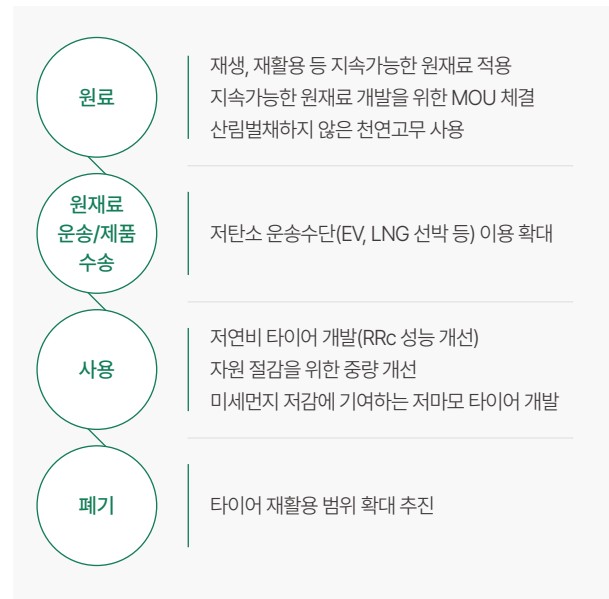 원료
재생, 재활용 등 지속가능한 원재료 적용
지속가능한 원재료 개발을 위한 MOU 체결
산림벌채하지 않은 천연고무 사용
원재료
운송/제품
수송
저탄소 운송수단(EV, LNG 선박 등) 이용 확대
사용
저연비 타이어 개발(RRc 성능 개선)
자원 절감을 위한 중량 개선
미세먼지 저감에 기여하는 저마모 타이어 개발
폐기
타이어 재활용 범위 확대 추진